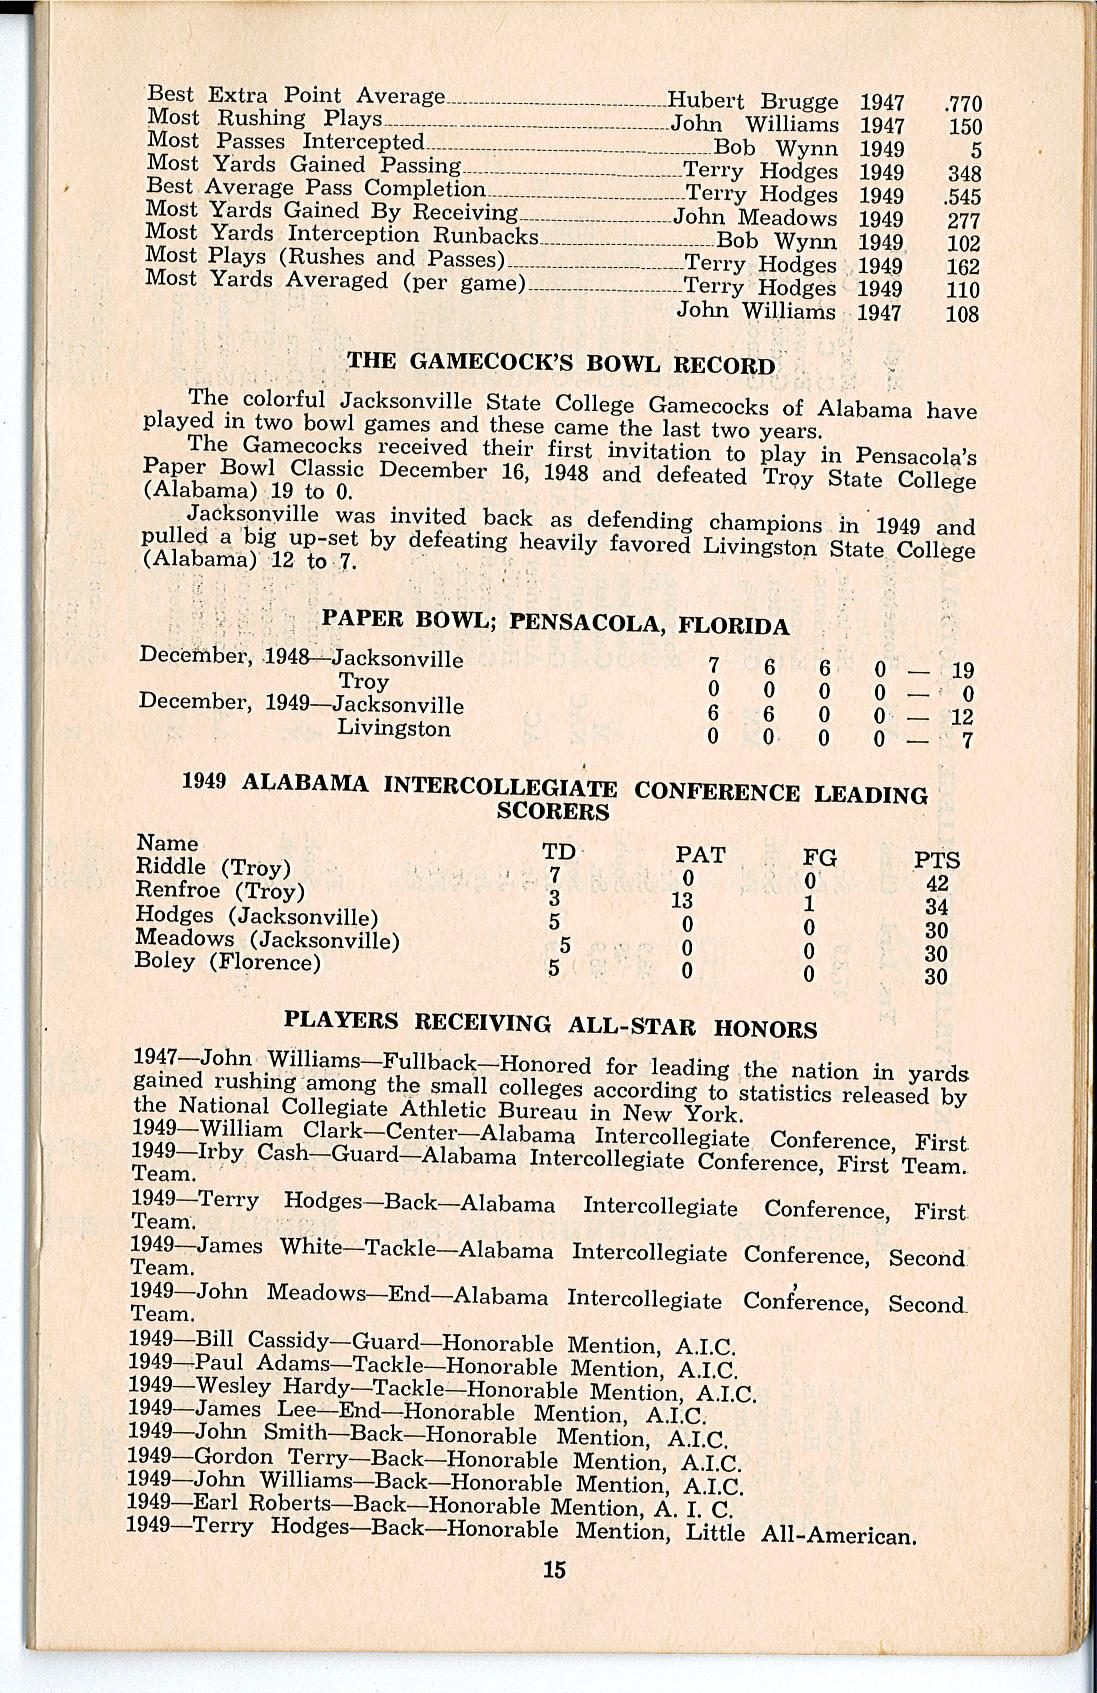 Best Extra Point Average Hubert Brugge 1947 .770
Most Rushing Plays John Williams 1947 150
Most Passes Intercepted Bob Wynn 1949 5
Most Yards Gained Passing Terry Hodges 1949 348
Best Average Pass Completion Terry Hodges 1949 .545
Most Yards Gained By Receiving John Meadows 1949 277
Most Yards Interception Runbacks Bob Wynn 1949 102
Most Plays (Rushes and Passes) Terry Hodges 1949 162
Most Yards Averaged (per game) Terry Hodges 1949 110
John Williams 1947 108
THE GAMECOCK'S BOWL RECORD
The colorful Jacksonville State College Gamecocks of Alabama have
played in two bowl games and these came the last two years.
The Gamecocks received their first invitation to play in Pensacola's
Paper Bowl Classic December 16, 1948 and defeated Troy State College
(Alabama) 19 to 0.
Jacksonville was invited back as defending champions in 1949 and
pulled a big up-set by defeating heavily favored Livingston State College
(Alabama) 12 to 7.
PAPER BOWL; PENSACOLA, FLORIDA
December, 1948—Jacksonville 7 6 6 0 — 19
Troy 0 0 0 0 — 0
December, 1949—Jacksonville 6 6 0 0 — 12
Livingston 0 0 0 0 — 7
1949 ALABAMA INTERCOLLEGIATE CONFERENCE LEADING
SCORERS
Name TD PAT FG PTS
Riddle (Troy) 7 0 0 42
Renfroe (Troy) 3 13 1 34
Hodges (Jacksonville) 5 0 0 30
Meadows (Jacksonville) 5 0 0 30
Boley (Florence) 5 0 0 30
PLAYERS RECEIVING ALL-STAR HONORS
1947—John Williams—Fullback—Honored for leading the nation in yards
gained rushing among the small colleges according to statistics released by
the National Collegiate Athletic Bureau in New York.
1949—William Clark—Center—Alabama Intercollegiate Conference, First
1949—Irby Cash—Guard—Alabama Intercollegiate Conference, First Team.
Team.
1949—Terry Hodges—Back—Alabama Intercollegiate Conference, First
Team.
1949—James White—Tackle—Alabama Intercollegiate Conference, Second
Team.
1949—John Meadows—End—Alabama Intercollegiate Conference, Second
Team.
1949—Bill Cassidy—Guard—Honorable Mention, A.I.C.
1949—Paul Adams—Tackle—Honorable Mention, A.I.C.
1949—Wesley Hardy—Tackle—Honorable Mention, A.I.C.
1949—James Lee—End—Honorable Mention, A.I.C.
1949—John Smith—Back—Honorable Mention, A.I.C.
1949—Gordon Terry—Back—Honorable Mention, A.I.C.
1949—John Williams—Back—Honorable Mention, A.I.C.
1949—Earl Roberts—Back—Honorable Mention, A. I. C.
1949—Terry Hodges—Back—Honorable Mention, Little All-American.
15